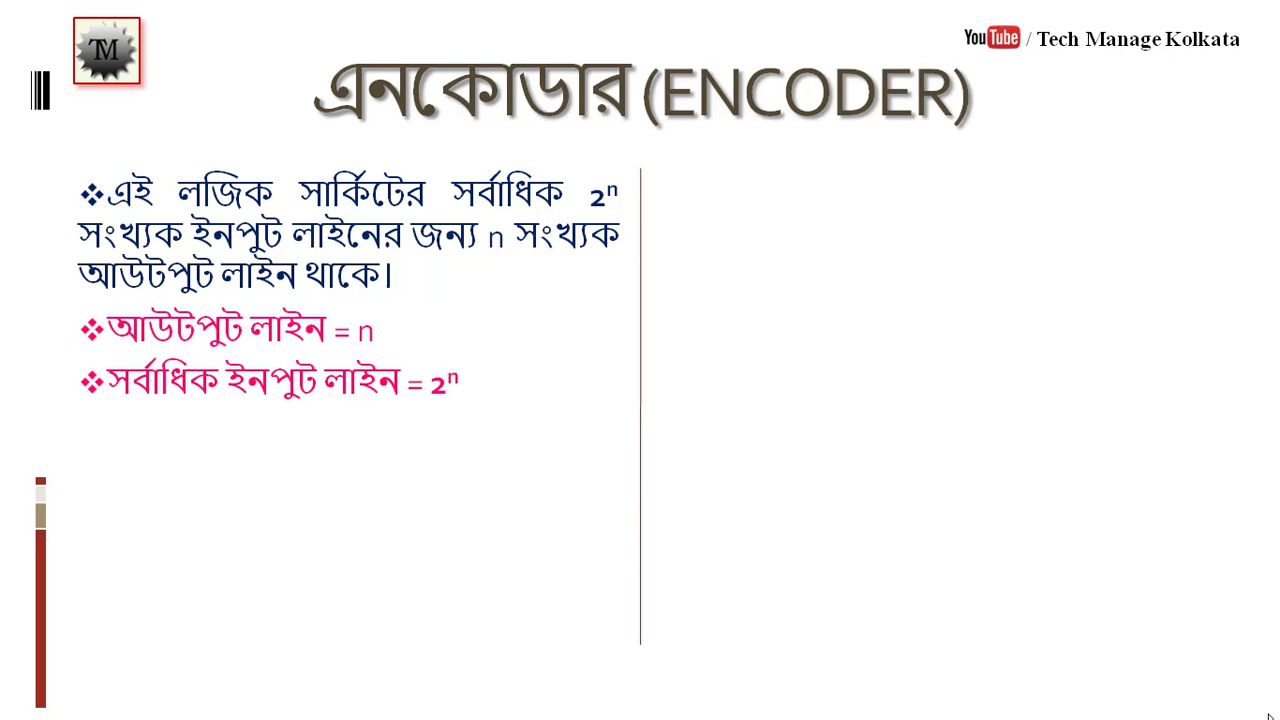 TM
YouTube / Tech Manage Kolkata
এনকোডার (ENCODER)
❖এই লজিক সার্কিটের সর্বাধিক 2ⁿ
সংখ্যক ইনপুট লাইনের জন্য n সংখ্যক
আউটপুট লাইন থাকে।
❖আউটপুট লাইন = n
❖সর্বাধিক ইনপুট লাইন = 2ⁿ